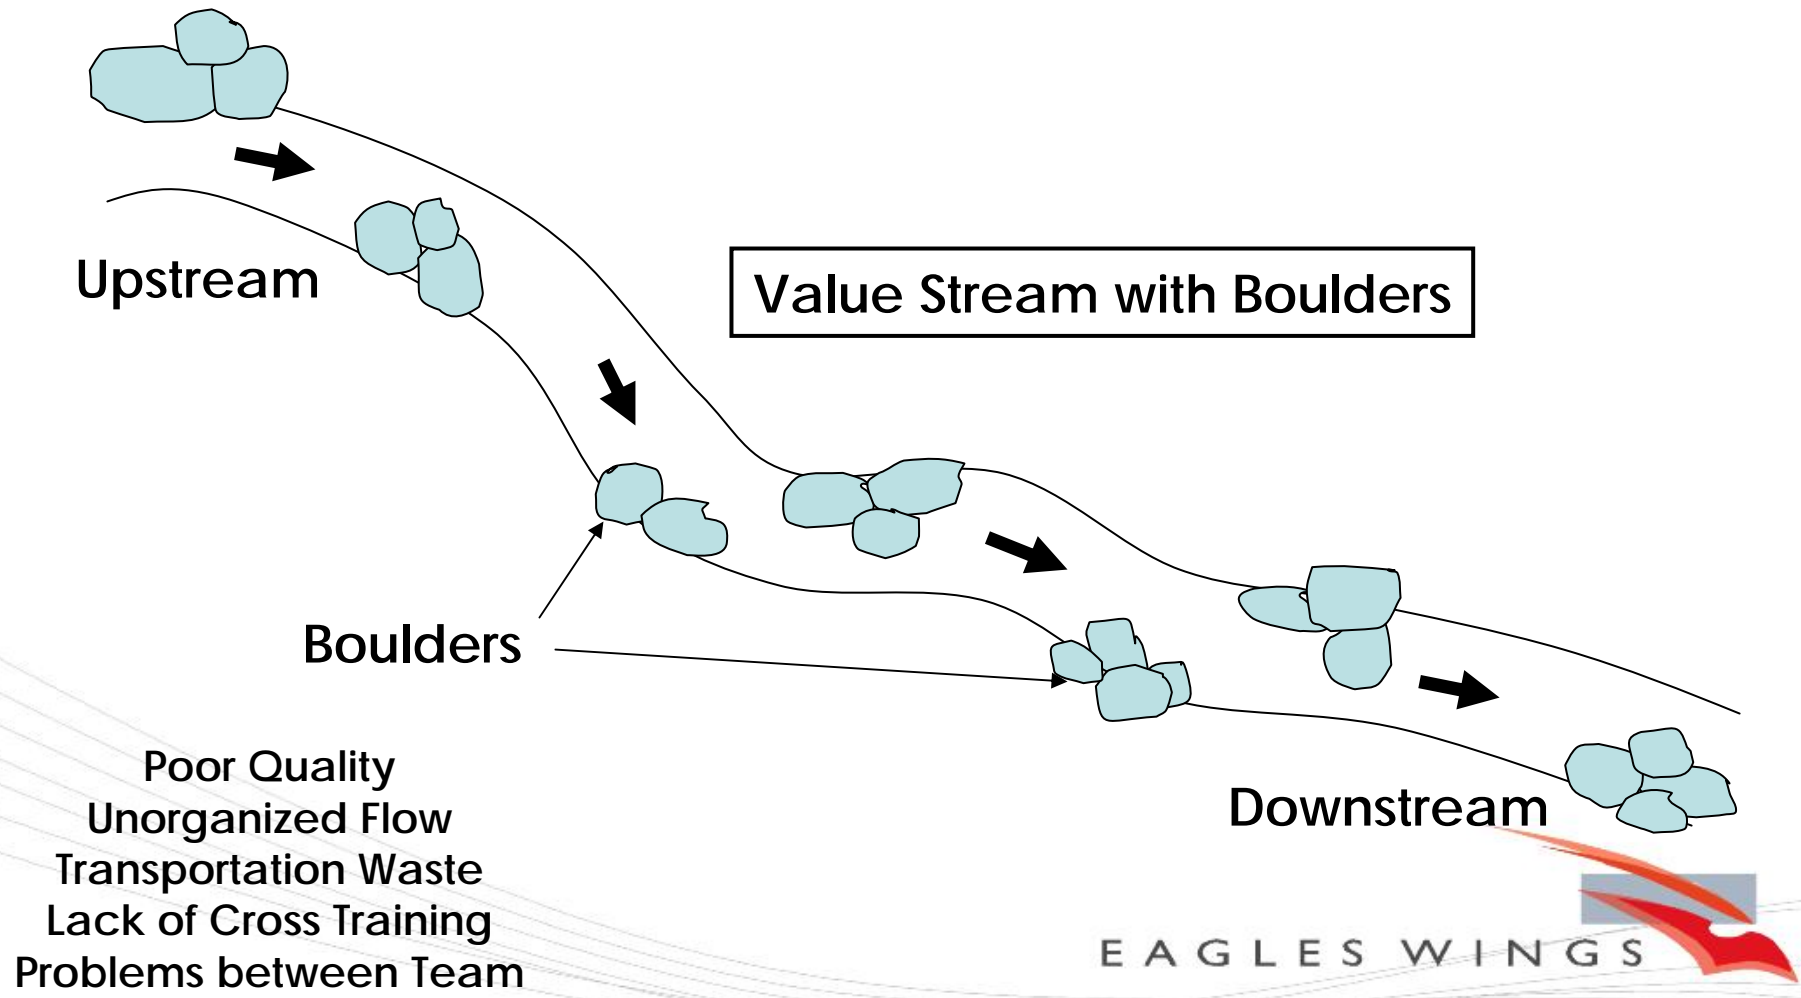 Upstream
Value Stream with Boulders
Boulders
Downstream
Poor Quality
Unorganized Flow
Transportation Waste
Lack of Cross Training
Problems between Team
EAGLES WINGS